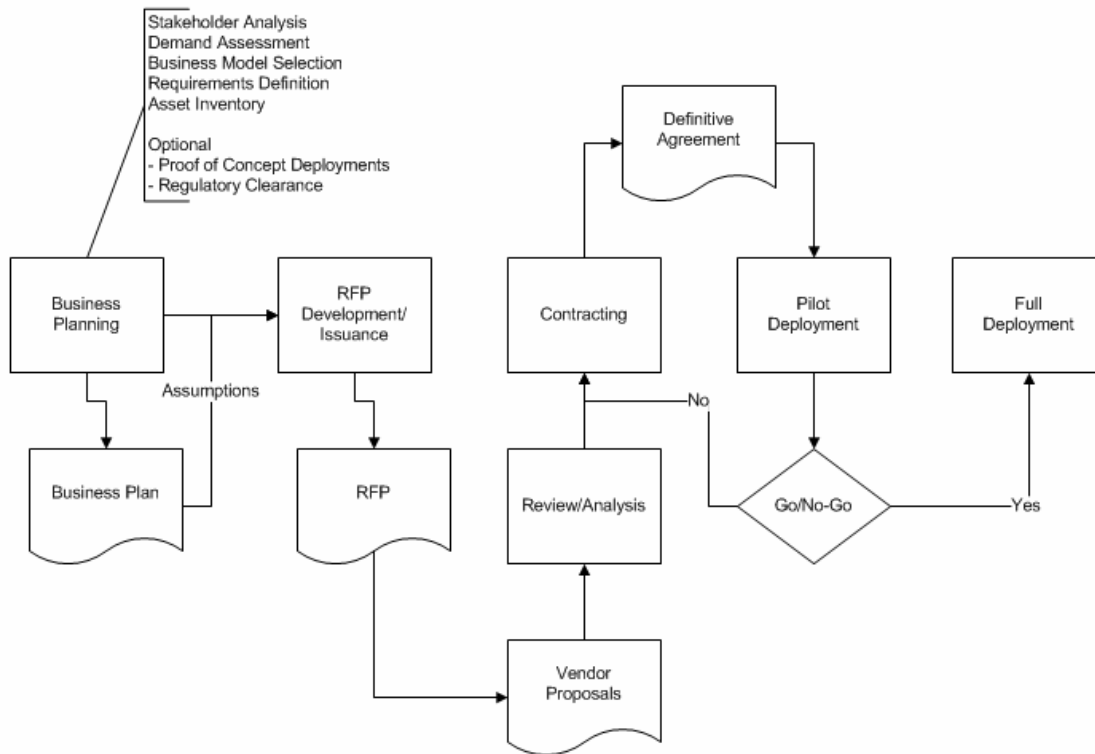 Stakeholder Analysis
Demand Assessment
Business Model Selection
Requirements Definition
Asset Inventory
Optional
- Proof of Concept Deployments
- Regulatory Clearance
Business
Planning
Assumptions
Business Plan
RFP
Development/
Issuance
RFP
Vendor
Proposals
Review/Analysis
Contracting
Definitive
Agreement
Pilot
Deployment
Go/No-Go
No
Yes
Full
Deployment